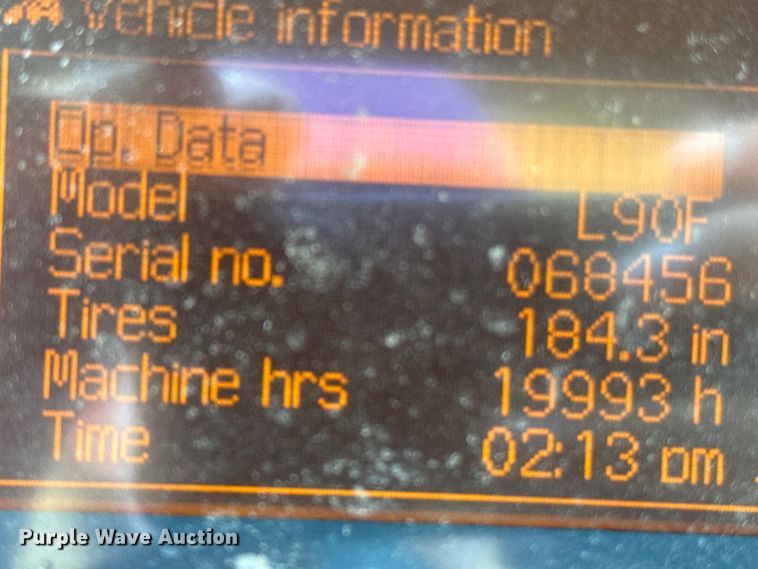 Vehicle information
Op. Data
Model L90F
Serial no. 068456
Tires 184.3 in
Machine hrs 19993 h
Time 02:13 pm
Purple Wave Auction